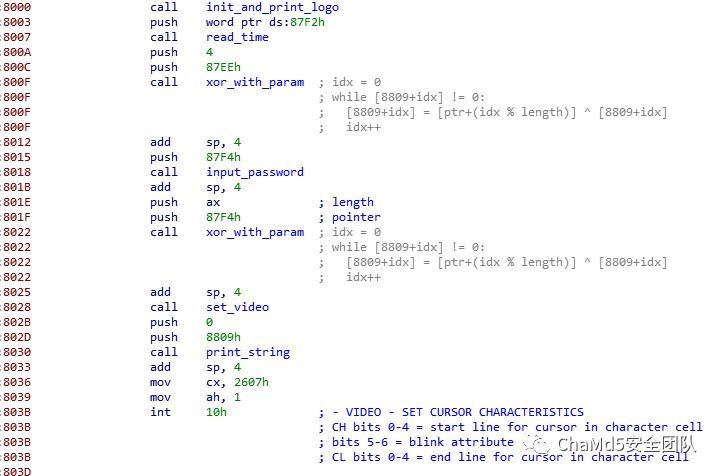 :8000 call init_and_print_logo
:8003 push word ptr ds:87F2h
:8007 call read_time
:800A push 4
:800C push 87EEh
:800F call xor_with_param ; idx = 0
:800F ; while [8809+idx] != 0:
:800F ; [8809+idx] = [ptr+(idx % length)] ^ [8809+idx]
:800F ; idx++
:8012 add sp, 4
:8015 push 87F4h
:8018 call input_password
:801B add sp, 4
:801E push ax ; length
:801F push 87F4h ; pointer
:8022 call xor_with_param ; idx = 0
:8022 ; while [8809+idx] != 0:
:8022 ; [8809+idx] = [ptr+(idx % length)] ^ [8809+idx]
:8022 ; idx++
:8025 add sp, 4
:8028 call set_video
:802B push 0
:802D push 8809h
:8030 call print_string
:8033 add sp, 4
:8036 mov cx, 2607h
:8039 mov ah, 1
:803B int 10h ; - VIDEO - SET CURSOR CHARACTERISTICS
:803B ; CH bits 0-4 = start line for cursor in character cell
:803B ; bits 5-6 = blink attribute
:803B ; CL bits 0-4 = end line for cursor in character cell
:803D
ChaMd5安全团队